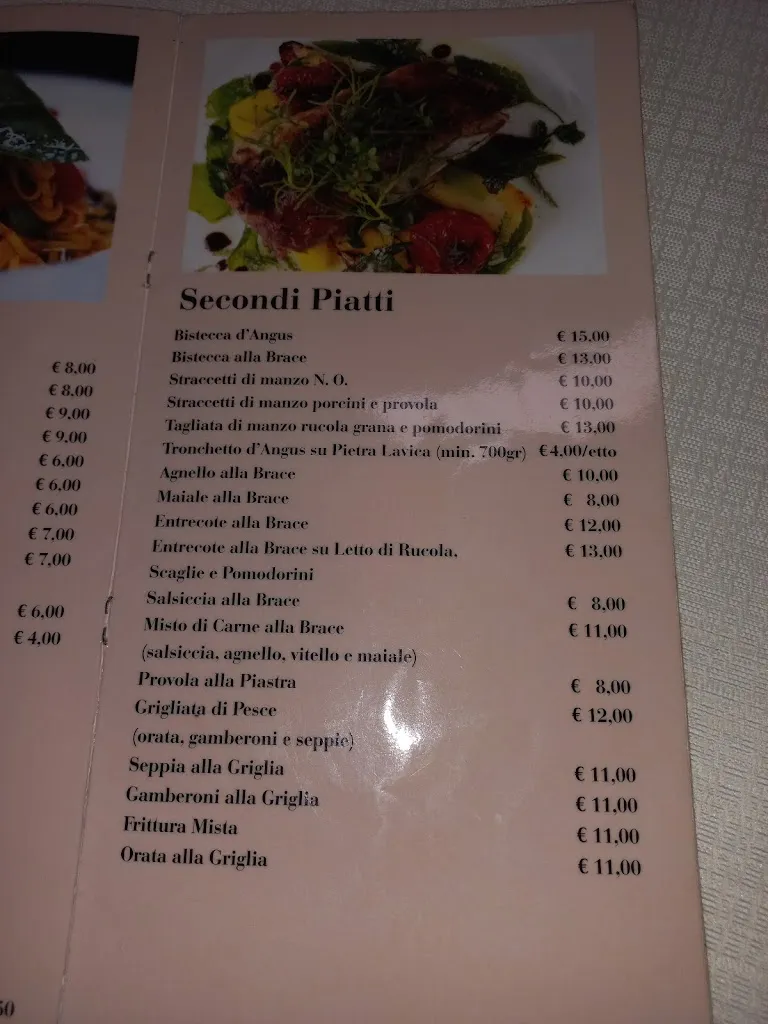 € 8,00
€ 8,00
€ 9,00
€ 9,00
€ 6,00
€ 6,00
€ 6,00
€ 7,00
€ 7,00
€ 6,00
€ 4,00
Secondi Piatti
Bistecca d'Angus € 15,00
Bistecca alla Brace € 13,00
Straccetti di manzo N. O. € 10,00
Straccetti di manzo porcini e provola € 10,00
Tagliata di manzo rucola grana e pomodorini € 13,00
Tronchetto d'Angus su Pietra Lavica (min. 700gr) € 4,00/etto
Agnello alla Brace € 10,00
Maiale alla Brace € 8,00
Entrecote alla Brace € 12,00
Entrecote alla Brace su Letto di Rucola, € 13,00
Scaglie e Pomodorini
Salsiccia alla Brace € 8,00
Misto di Carne alla Brace € 11,00
(salsiccia, agnello, vitello e maiale)
Provola alla Piastra € 8,00
Grigliata di Pesce € 12,00
(orata, gamberoni e seppie)
Seppia alla Griglia € 11,00
Gamberoni alla Griglia € 11,00
Frittura Mista € 11,00
Orata alla Griglia € 11,00